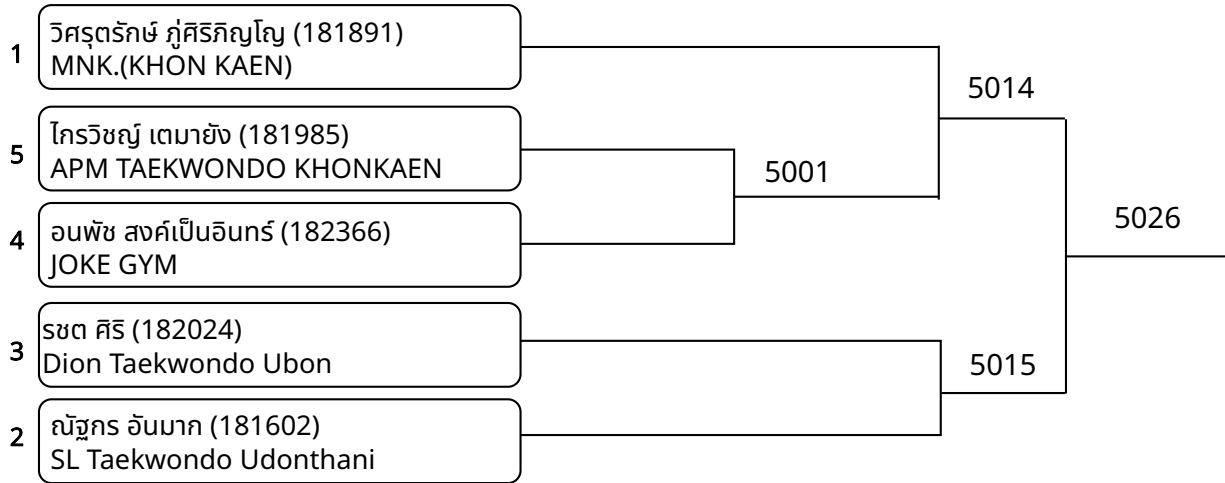 1
วิศรุตรักษ์ ภู่ศิริภิญโญ (181891)
MNK.(KHON KAEN)
5014
5
ไกรวิชญ์ เตมายัง (181985)
APM TAEKWONDO KHONKAEN
5001
4
อนพัช สงค์เป็นอินทร์ (182366)
JOKE GYM
5026
3
รชต ศิริ (182024)
Dion Taekwondo Ubon
5015
2
ณัฐกร อันมาก (181602)
SL Taekwondo Udonthani